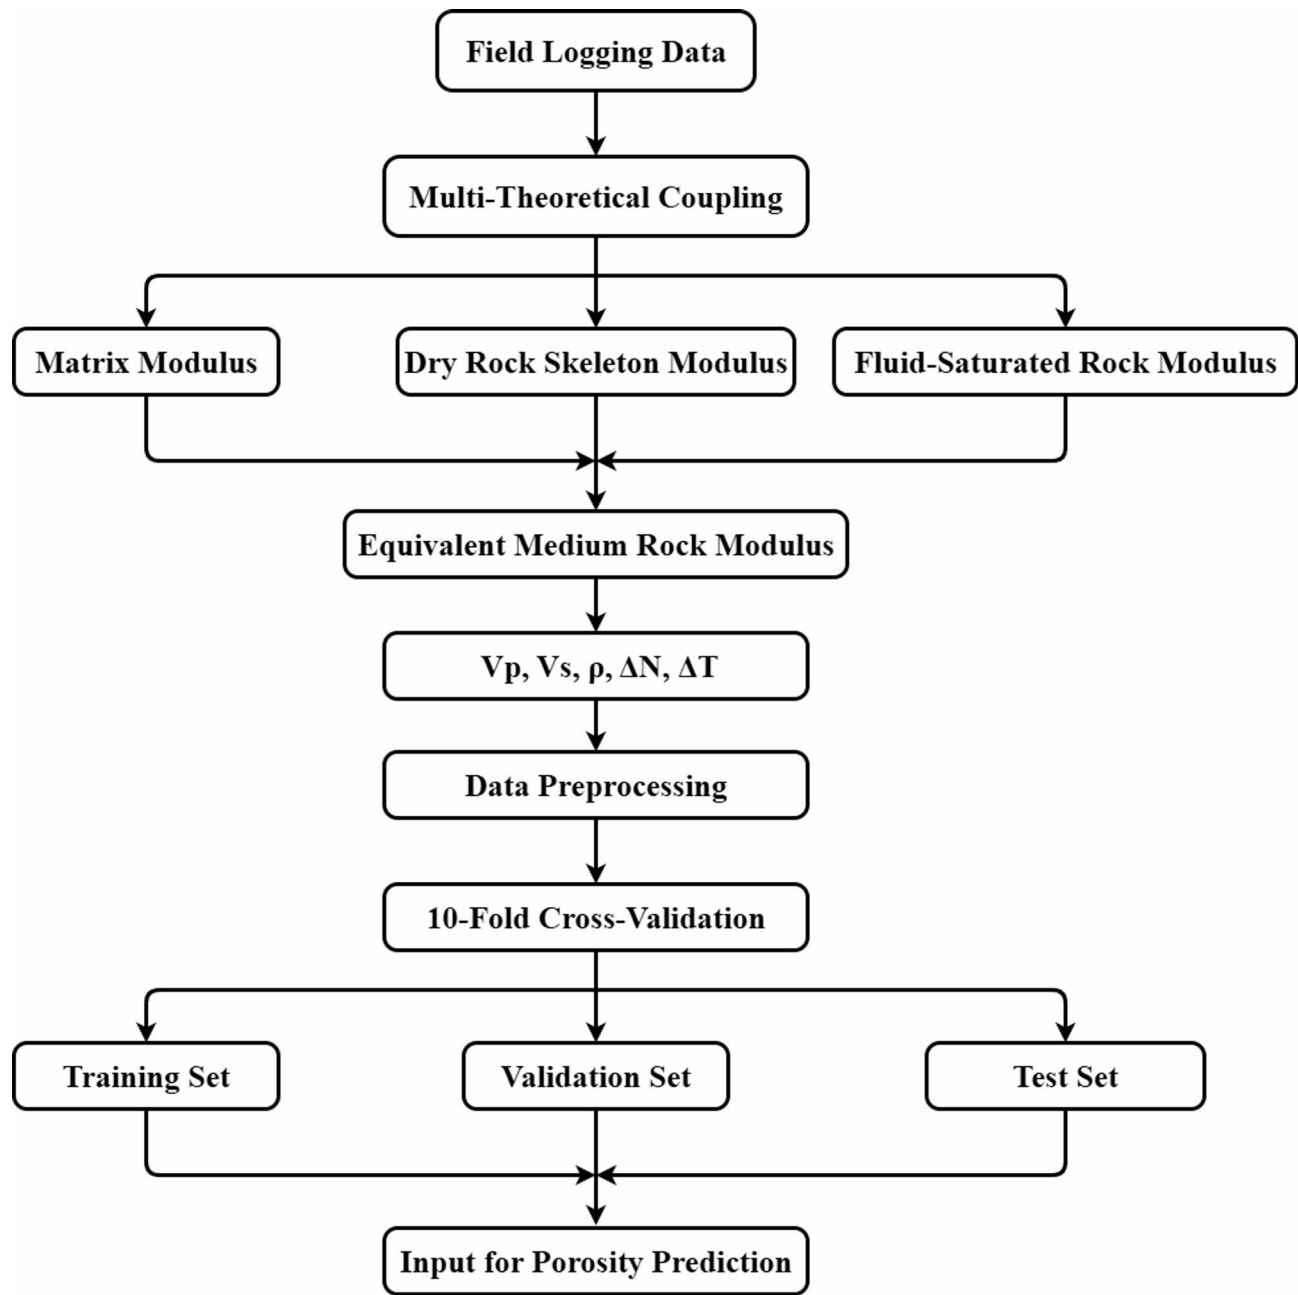 Field Logging Data
Multi-Theoretical Coupling
Matrix Modulus
Dry Rock Skeleton Modulus
Fluid-Saturated Rock Modulus
Equivalent Medium Rock Modulus
Vp, Vs, ρ, ΔN, ΔT
Data Preprocessing
10-Fold Cross-Validation
Training Set
Validation Set
Test Set
Input for Porosity Prediction